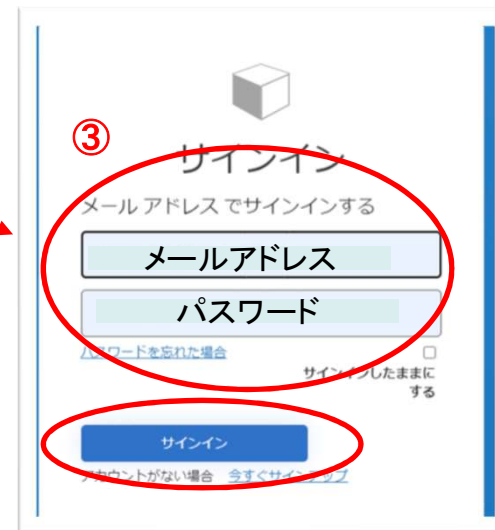 ③
サインイン
メール アドレス でサインインする
メールアドレス
パスワード
パスワードを忘れた場合
サインインしたままに
する
サインイン
アカウントがない場合 今すぐサインアップ